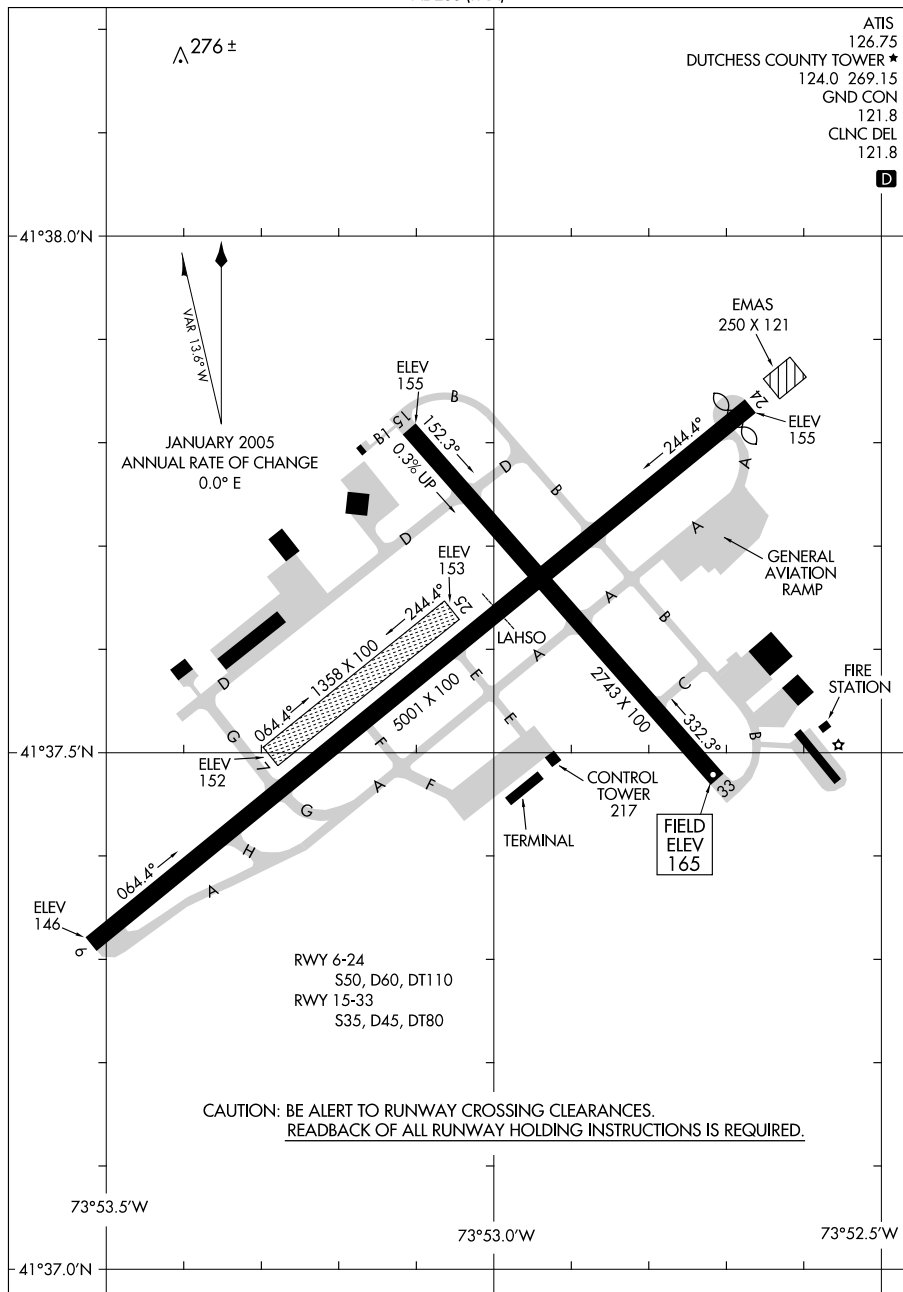 276 ±
ATIS
126.75
DUTCHESS COUNTY TOWER ★
124.0 269.15
GND CON
121.8
CLNC DEL
121.8
D
41°38.0'N
VAR 13.6° W
JANUARY 2005
ANNUAL RATE OF CHANGE
0.0° E
EMAS
250 X 121
ELEV
155
B
15
B1
152.3°
0.3% UP
D
B
24
ELEV
155
244.4°
A
A
D
ELEV
153
25
244.4°
GENERAL
AVIATION
RAMP
A
B
LAHSO
A
1358 X 100
064.4°
5001 X 100
E
E
2743 X 100
C
332.3°
B
FIRE
STATION
D
G
7
ELEV
152
41°37.5'N
F
A
F
G
H
A
CONTROL
TOWER
217
TERMINAL
33
FIELD
ELEV
165
064.4°
ELEV
146
6
RWY 6-24
S50, D60, DT110
RWY 15-33
S35, D45, DT80
CAUTION: BE ALERT TO RUNWAY CROSSING CLEARANCES.
READBACK OF ALL RUNWAY HOLDING INSTRUCTIONS IS REQUIRED.
73°53.5'W
73°53.0'W
73°52.5'W
41°37.0'N